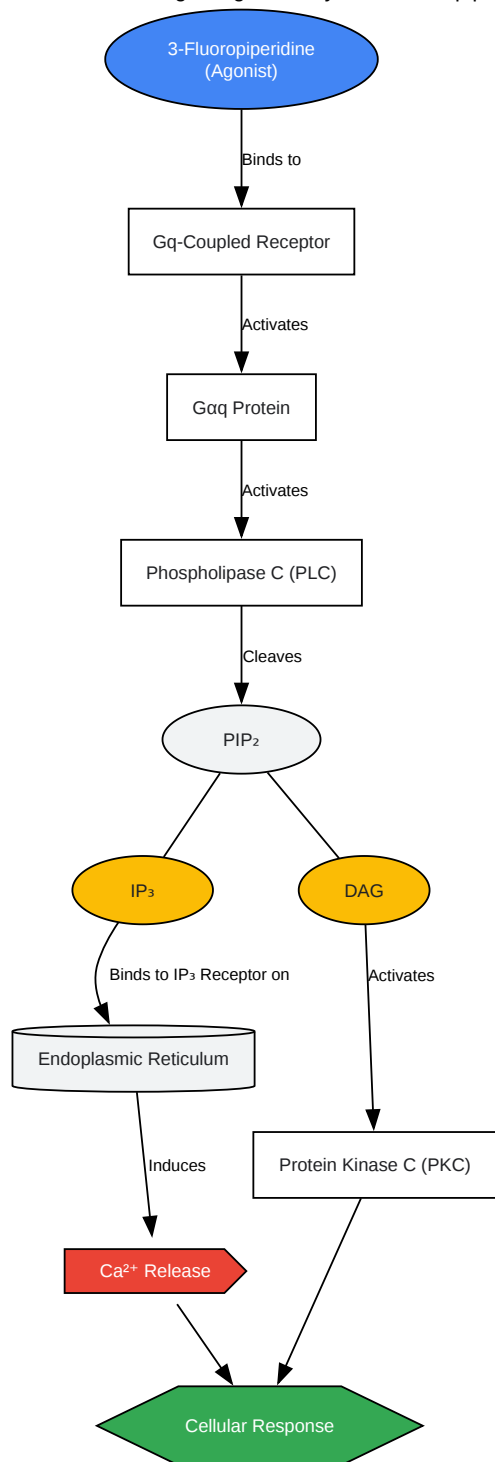 3-Fluoropiperidine
(Agonist)
Binds to
Gq-Coupled Receptor
Activates
Gαq Protein
Activates
Phospholipase C (PLC)
Cleaves
PIP₂
IP₃
DAG
Binds to IP₃ Receptor on
Activates
Endoplasmic Reticulum
Induces
Protein Kinase C (PKC)
Ca²⁺ Release
Cellular Response